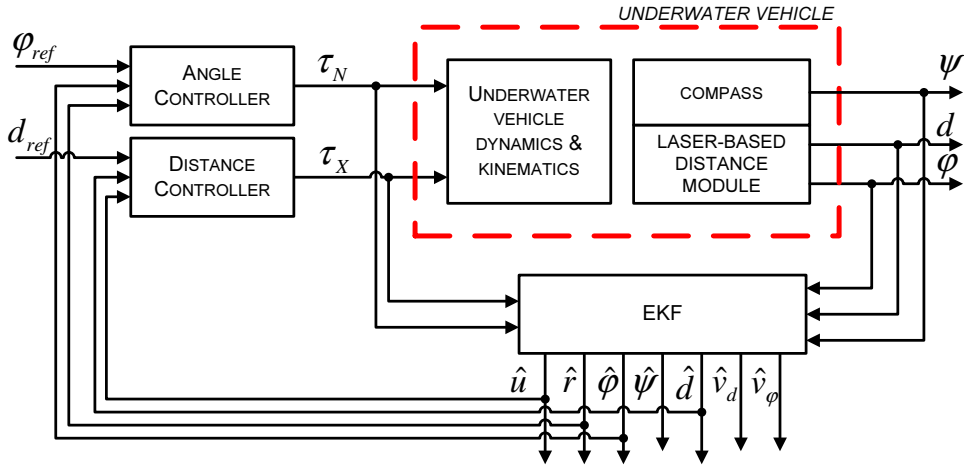 UNDERWATER VEHICLE
φref
ANGLE
CONTROLLER
τN
UNDERWATER
VEHICLE
DYNAMICS &
KINEMATICS
COMPASS
ψ
dref
DISTANCE
CONTROLLER
τX
LASER-BASED
DISTANCE
MODULE
d
φ
EKF
û r̂ φ̂ ψ̂ d̂ v̂d v̂φ